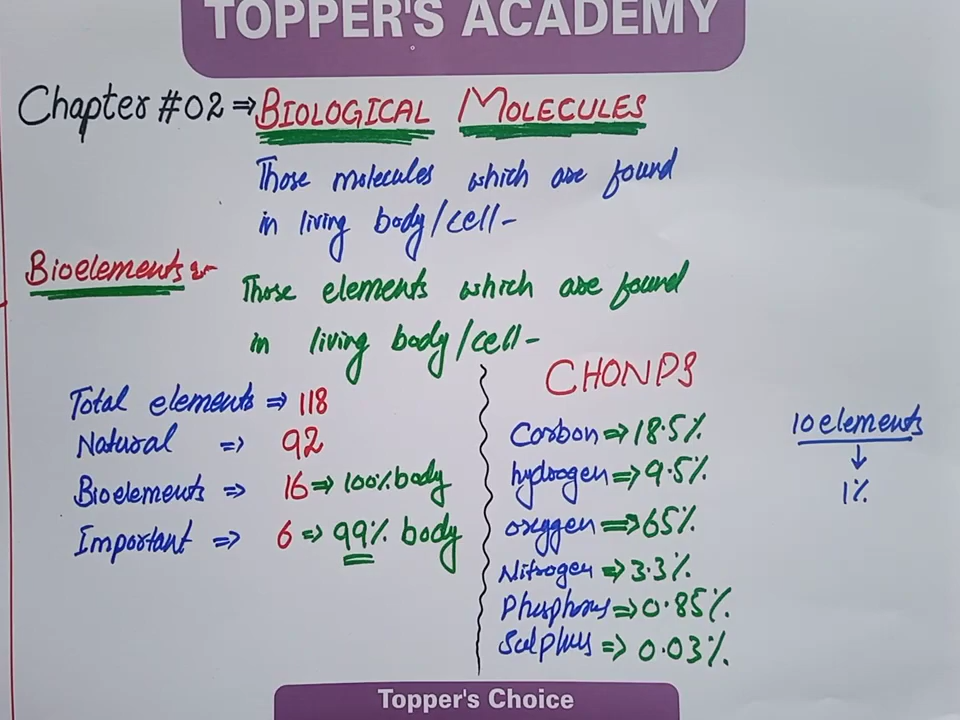 TOPPER'S ACADEMY
Chapter #02 ⇒ BIOLOGICAL MOLECULES
Those molecules which are found
in living body/cell-
Bioelements:-
Those elements which are found
in living body/cell-
Total elements ⇒ 118
Natural ⇒ 92
Bioelements ⇒ 16 ⇒ 100% body
Important ⇒ 6 ⇒ 99% body
CHONPS
Carbon ⇒ 18.5%
hydrogen ⇒ 9.5%
oxygen ⇒ 65%
Nitrogen ⇒ 3.3%
Phosphorus ⇒ 0.85%
Sulphur ⇒ 0.03%
10 elements
↓
1%
Topper's Choice